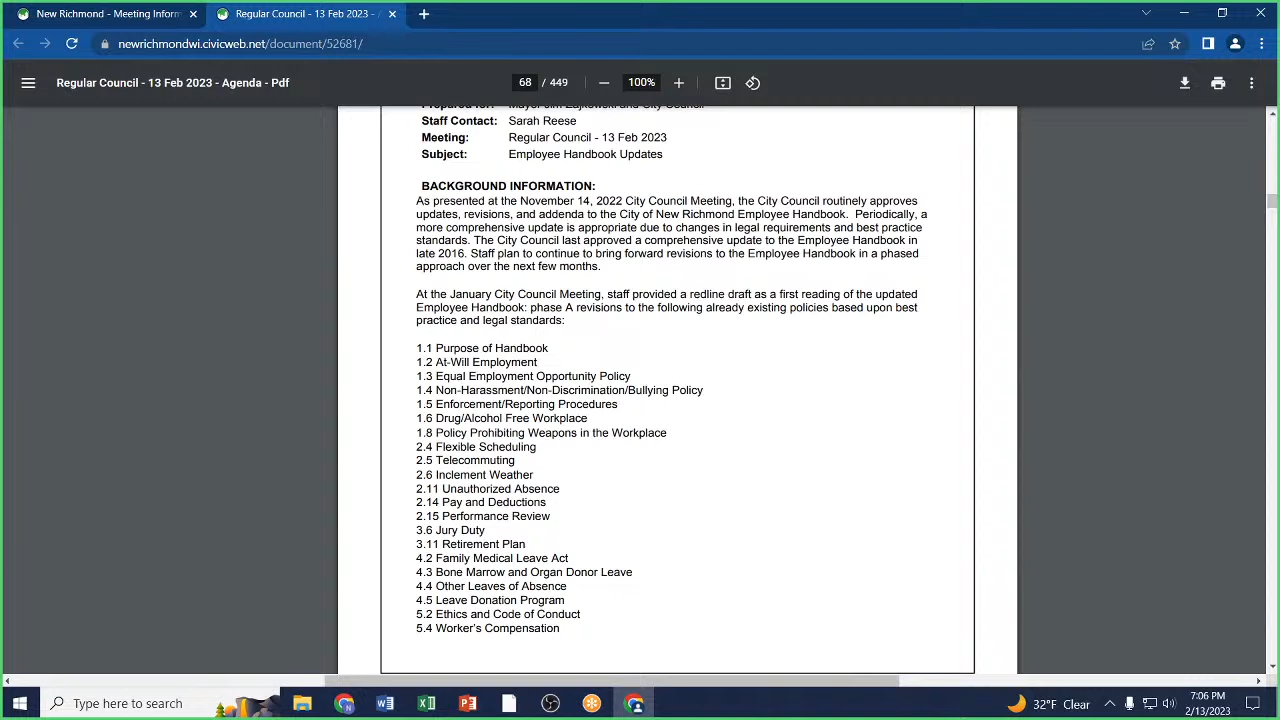 New Richmond - Meeting Inform
Regular Council - 13 Feb 2023 - A
newrichmondwi.civicweb.net/document/52681/
Regular Council - 13 Feb 2023 - Agenda - Pdf
68 / 449
100%
Prepared for: Mayor Jim Zajkowski and City Council
Staff Contact: Sarah Reese
Meeting: Regular Council - 13 Feb 2023
Subject: Employee Handbook Updates
BACKGROUND INFORMATION:
As presented at the November 14, 2022 City Council Meeting, the City Council routinely approves
updates, revisions, and addenda to the City of New Richmond Employee Handbook. Periodically, a
more comprehensive update is appropriate due to changes in legal requirements and best practice
standards. The City Council last approved a comprehensive update to the Employee Handbook in
late 2016. Staff plan to continue to bring forward revisions to the Employee Handbook in a phased
approach over the next few months.
At the January City Council Meeting, staff provided a redline draft as a first reading of the updated
Employee Handbook: phase A revisions to the following already existing policies based upon best
practice and legal standards:
1.1 Purpose of Handbook
1.2 At-Will Employment
1.3 Equal Employment Opportunity Policy
1.4 Non-Harassment/Non-Discrimination/Bullying Policy
1.5 Enforcement/Reporting Procedures
1.6 Drug/Alcohol Free Workplace
1.8 Policy Prohibiting Weapons in the Workplace
2.4 Flexible Scheduling
2.5 Telecommuting
2.6 Inclement Weather
2.11 Unauthorized Absence
2.14 Pay and Deductions
2.15 Performance Review
3.6 Jury Duty
3.11 Retirement Plan
4.2 Family Medical Leave Act
4.3 Bone Marrow and Organ Donor Leave
4.4 Other Leaves of Absence
4.5 Leave Donation Program
5.2 Ethics and Code of Conduct
5.4 Worker's Compensation
Type here to search
32°F Clear
7:06 PM
2/13/2023